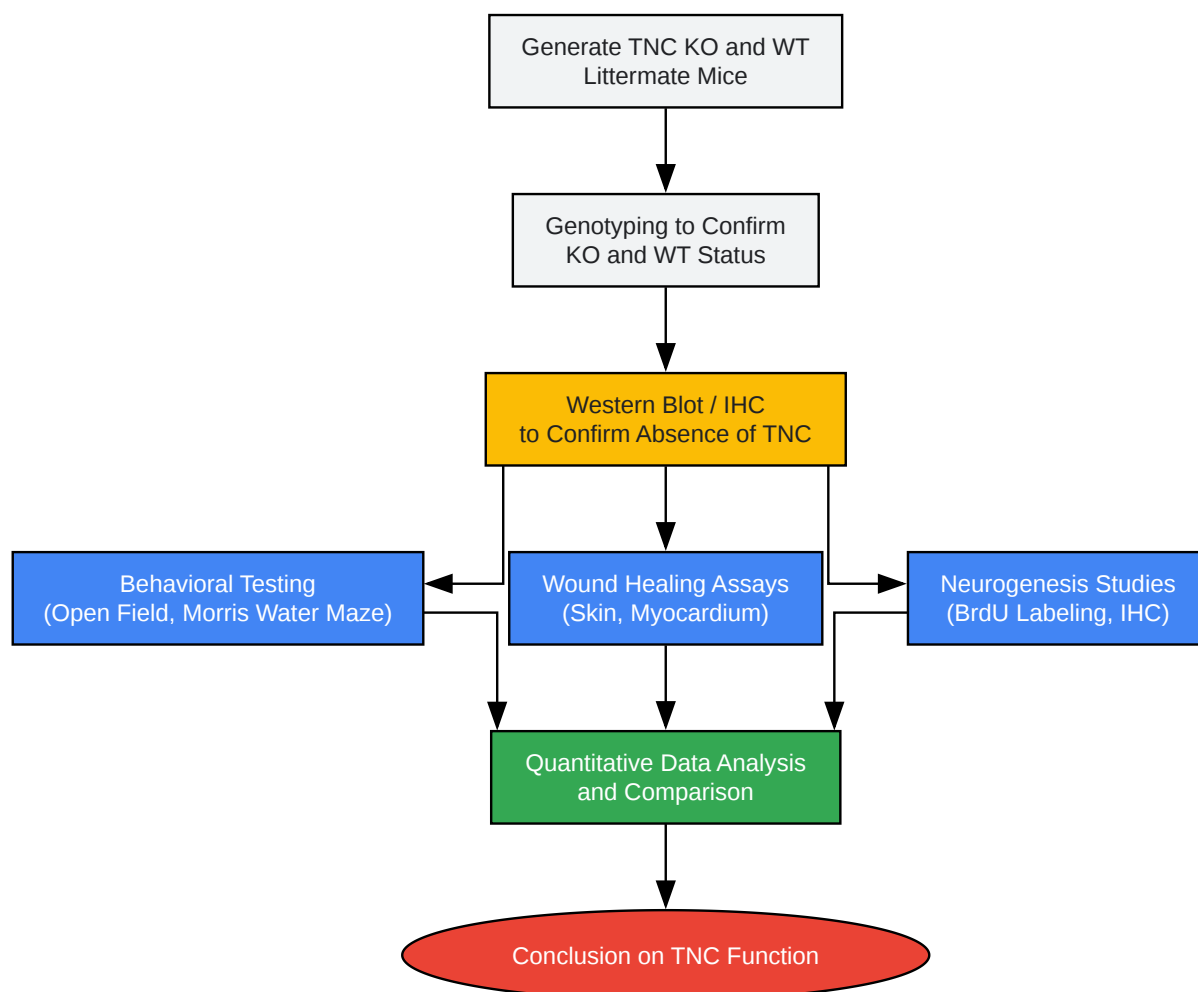 Generate TNC KO and WT
Littermate Mice
Genotyping to Confirm
KO and WT Status
Western Blot / IHC
to Confirm Absence of TNC
Behavioral Testing
(Open Field, Morris Water Maze)
Wound Healing Assays
(Skin, Myocardium)
Neurogenesis Studies
(BrdU Labeling, IHC)
Quantitative Data Analysis
and Comparison
Conclusion on TNC Function